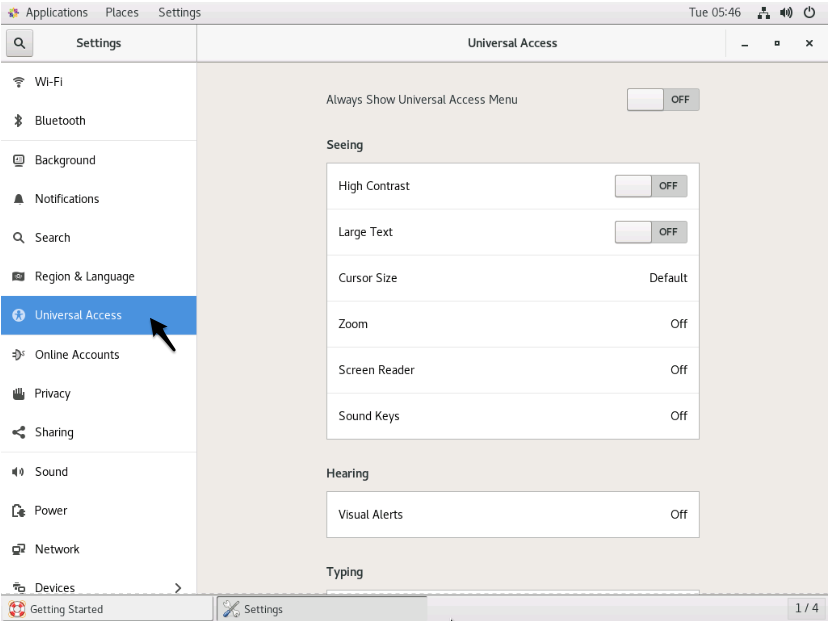 Applications Places Settings Tue 05:46
Settings Universal Access
Wi-Fi
Bluetooth
Background
Notifications
Search
Region & Language
Universal Access
Online Accounts
Privacy
Sharing
Sound
Power
Network
Devices
Always Show Universal Access Menu OFF
Seeing
High Contrast OFF
Large Text OFF
Cursor Size Default
Zoom Off
Screen Reader Off
Sound Keys Off
Hearing
Visual Alerts Off
Typing
Getting Started Settings 1 / 4